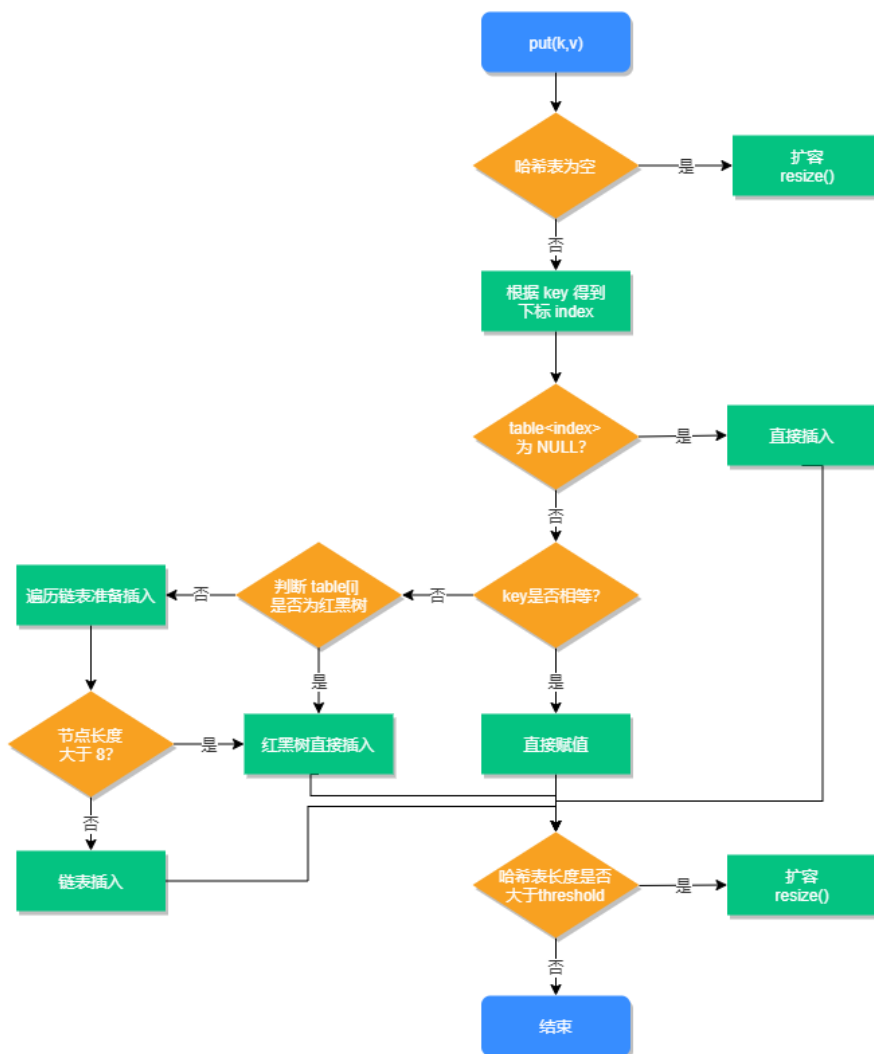 put(k,v)
哈希表为空
是
扩容
resize()
否
根据 key 得到
下标 index
table<index>
为 NULL?
是
直接插入
否
遍历链表准备插入
否
判断 table[i]
是否为红黑树
否
key是否相等?
是
是
节点长度
大于 8?
是
红黑树直接插入
直接赋值
否
链表插入
哈希表长度是否
大于threshold
是
扩容
resize()
否
结束